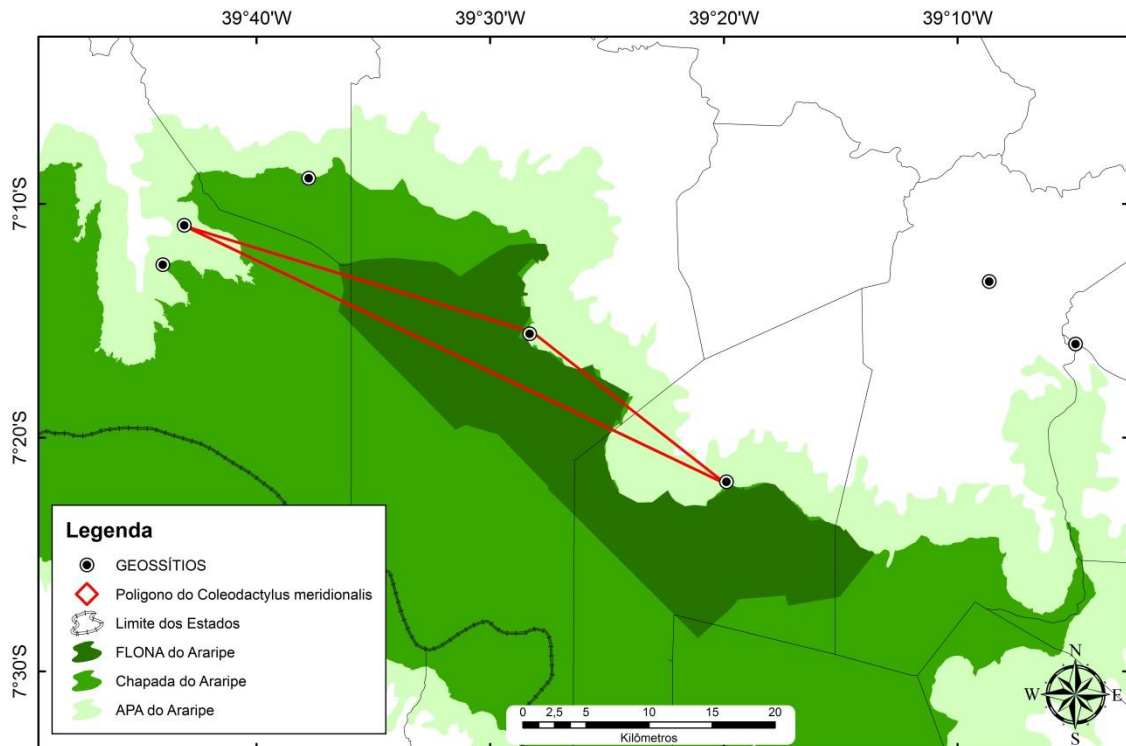 39°40'W 39°30'W 39°20'W 39°10'W
7°10'S
7°20'S
7°30'S
Legenda
GEOSSÍTIOS
Poligono do Coleodactylus meridionalis
Limite dos Estados
FLONA do Araripe
Chapada do Araripe
APA do Araripe
0 2,5 5 10 15 20
Kilômetros
N
W E
S